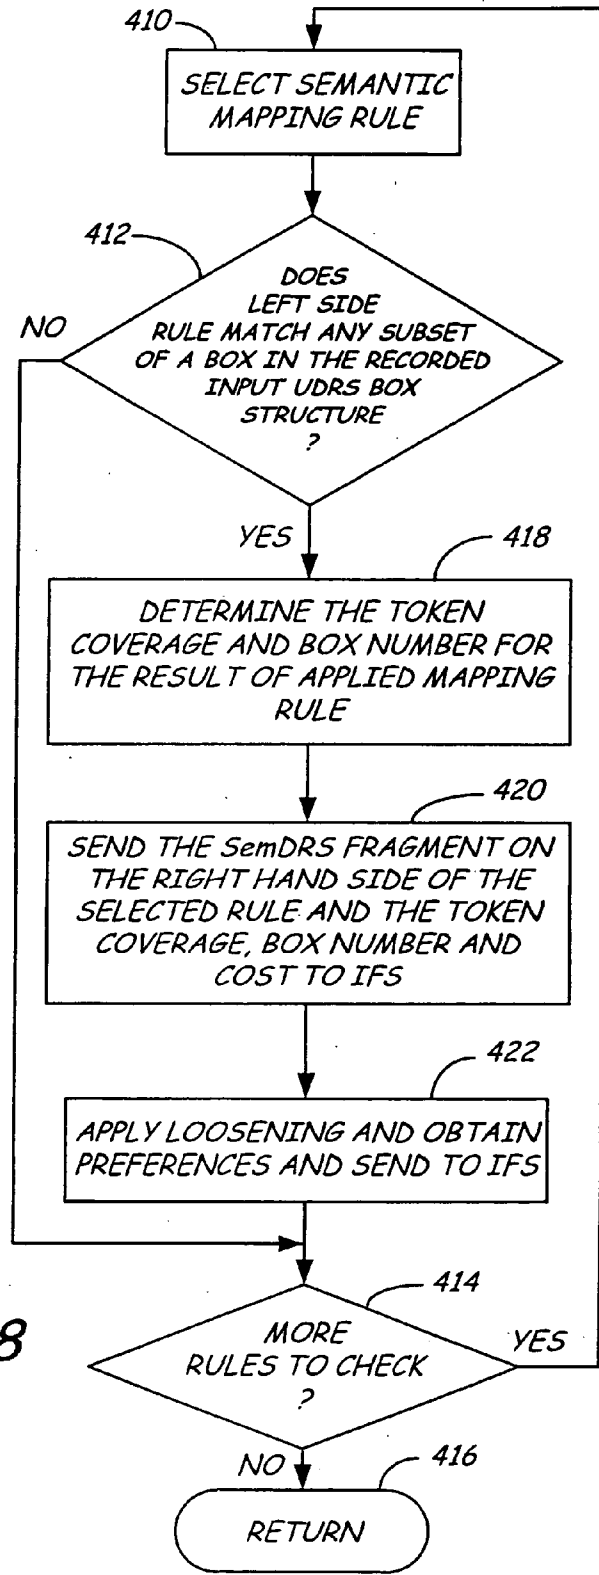 410
SELECT SEMANTIC
MAPPING RULE
412
DOES
LEFT SIDE
RULE MATCH ANY SUBSET
OF A BOX IN THE RECORDED
INPUT UDRS BOX
STRUCTURE
?
NO
YES
418
DETERMINE THE TOKEN
COVERAGE AND BOX NUMBER FOR
THE RESULT OF APPLIED MAPPING
RULE
420
SEND THE SemDRS FRAGMENT ON
THE RIGHT HAND SIDE OF THE
SELECTED RULE AND THE TOKEN
COVERAGE, BOX NUMBER AND
COST TO IFS
422
APPLY LOOSENING AND OBTAIN
PREFERENCES AND SEND TO IFS
414
8
MORE
RULES TO CHECK
?
YES
NO
416
RETURN